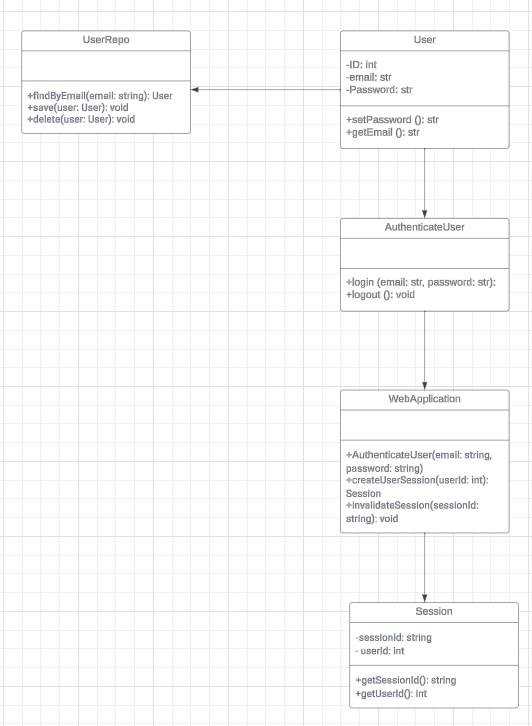 UserRepo
+findByEmail(email: string): User
+save(user: User): void
+delete(user: User): void
User
-ID: int
-email: str
-Password: str
+setPassword (): str
+getEmail (): str
AuthenticateUser
+login (email: str, password: str):
+logout (): void
WebApplication
+AuthenticateUser(email: string,
password: string)
+createUserSession(userId: int):
Session
+invalidateSession(sessionId:
string): void
Session
-sessionId: string
- userId: int
+getSessionId(): string
+getUserId(): int